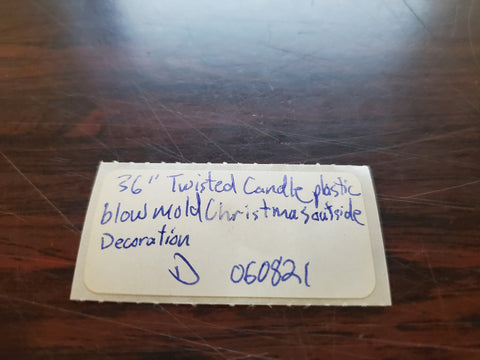 36" Twisted Candle plastic
blow mold Christmas outside
Decoration
D 060821